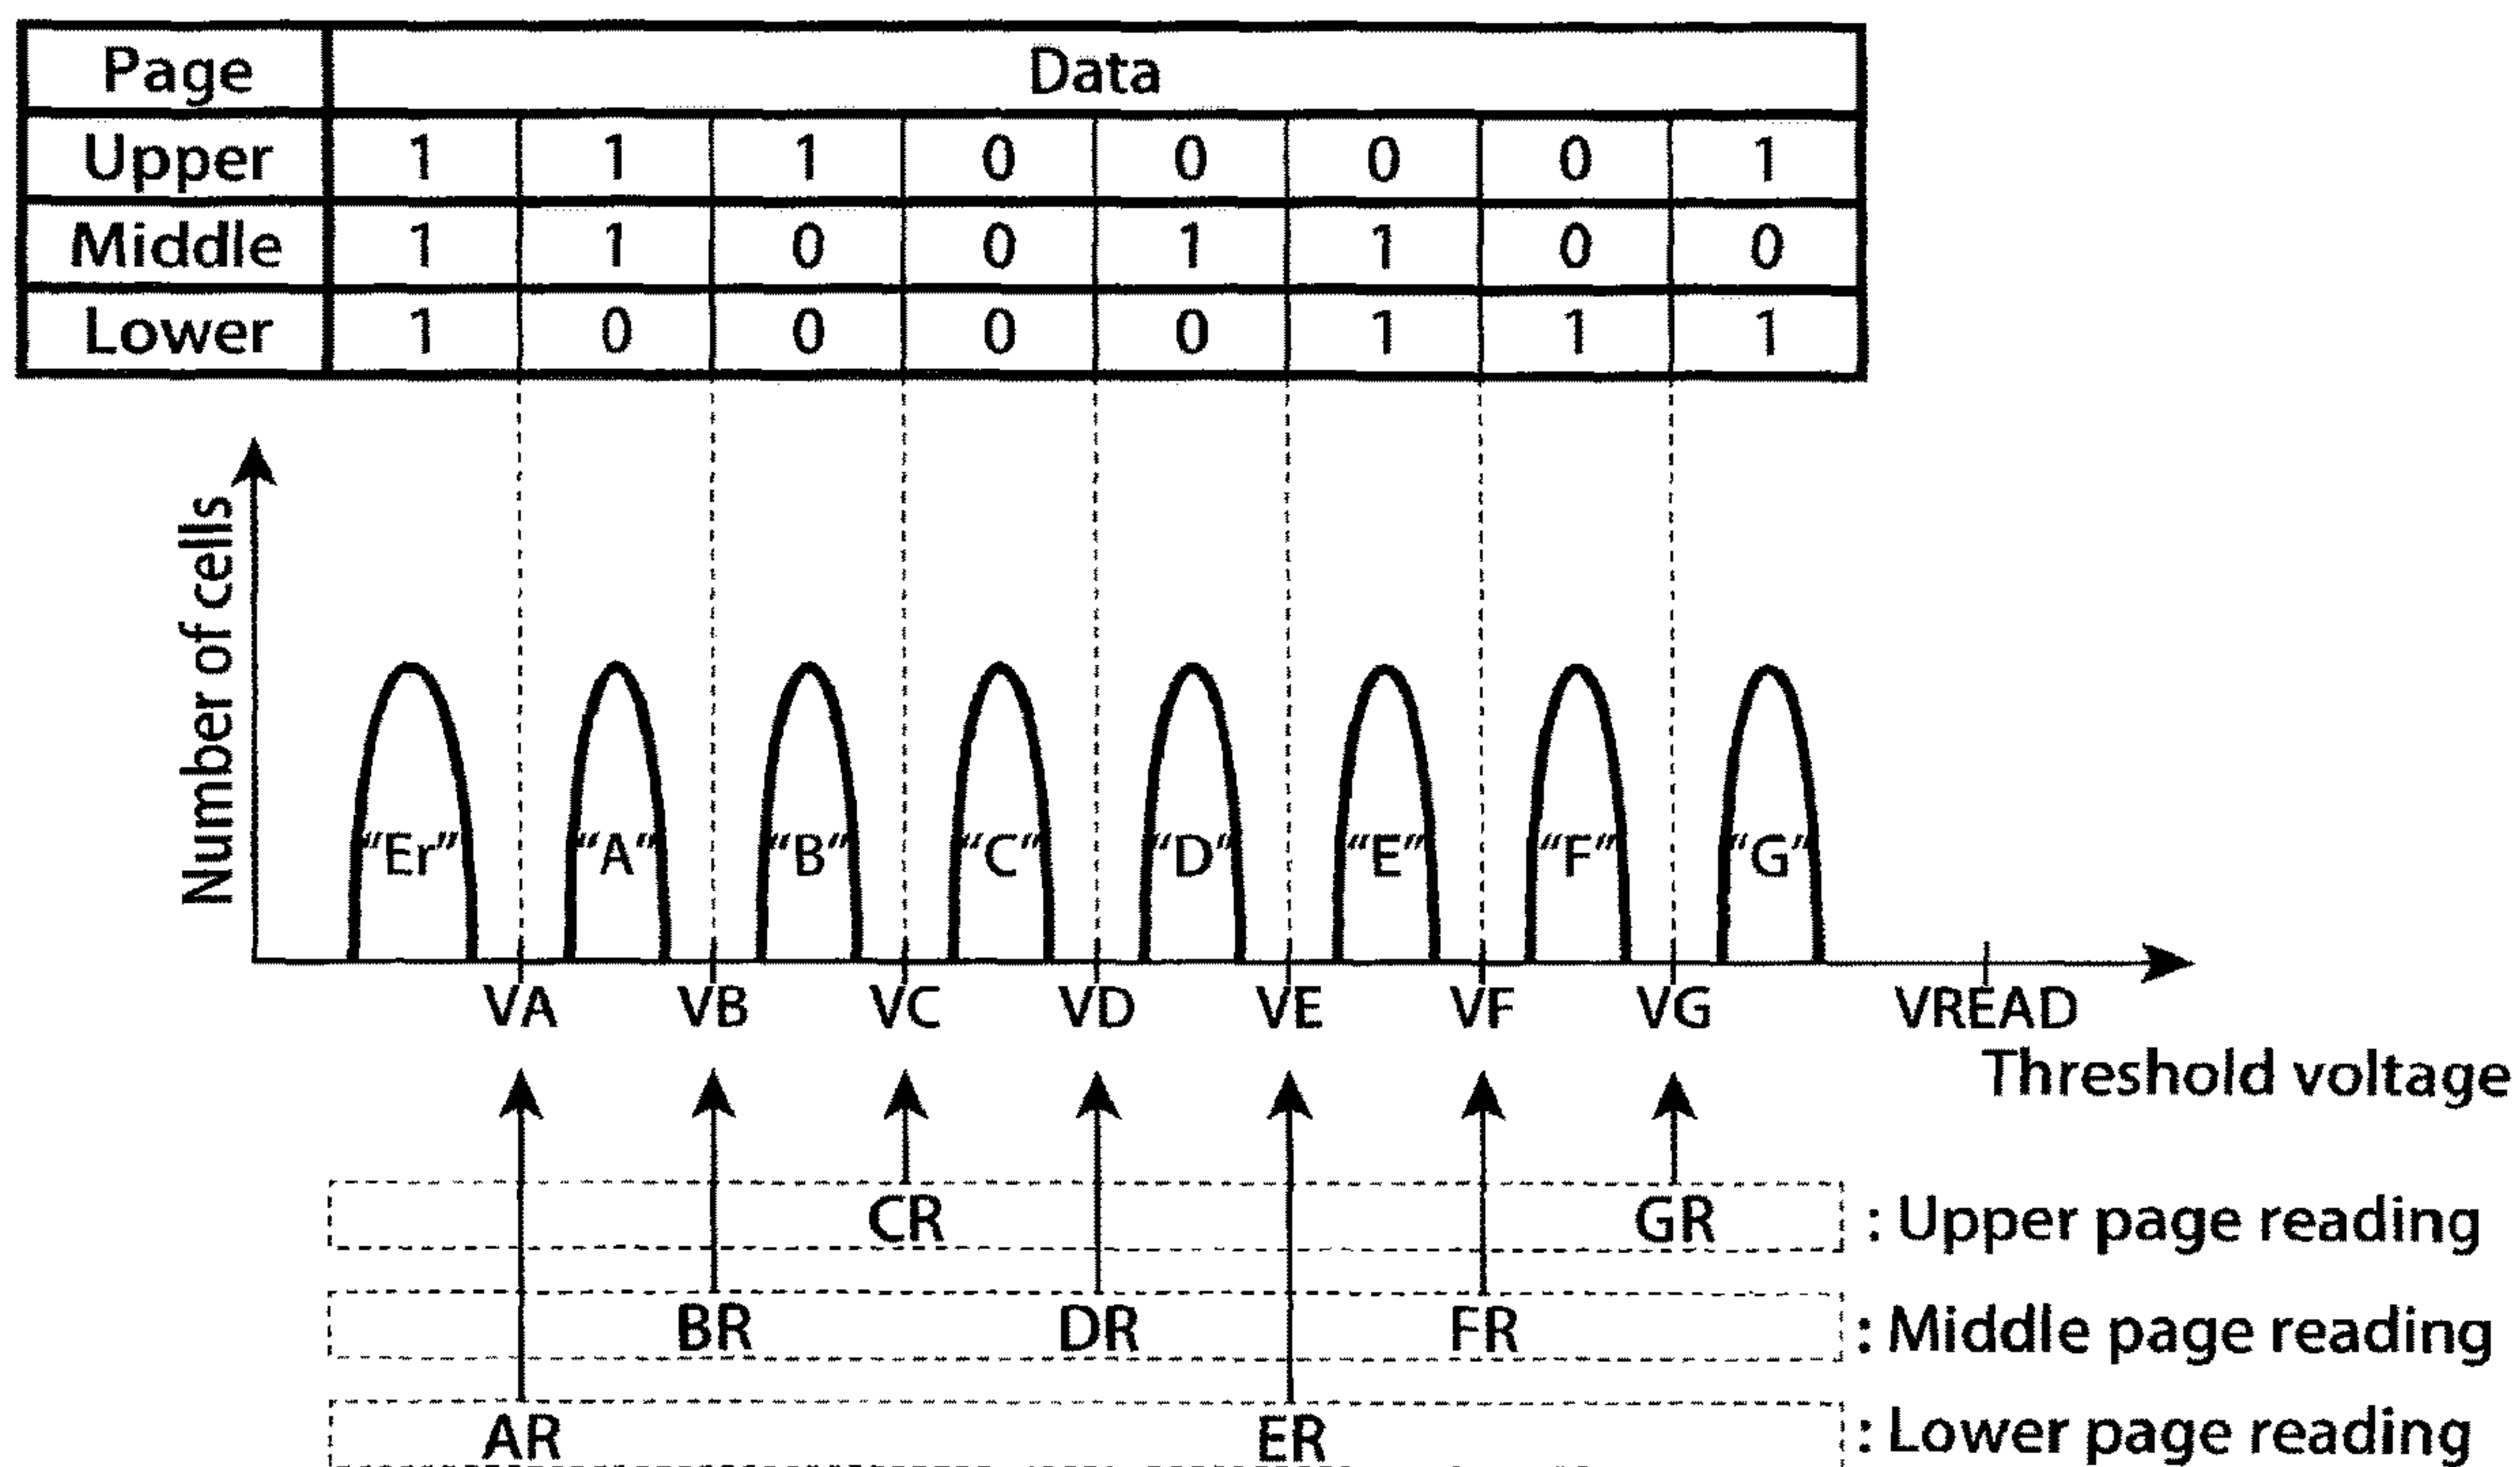 Page Data
Upper 1 1 1 0 0 0 0 1
Middle 1 1 0 0 1 1 0 0
Lower 1 0 0 0 0 1 1 1
Number of cells
“Er” “A” “B” “C” “D” “E” “F” “G”
VA VB VC VD VE VF VG VREAD
Threshold voltage
CR GR : Upper page reading
BR DR FR : Middle page reading
AR ER : Lower page reading